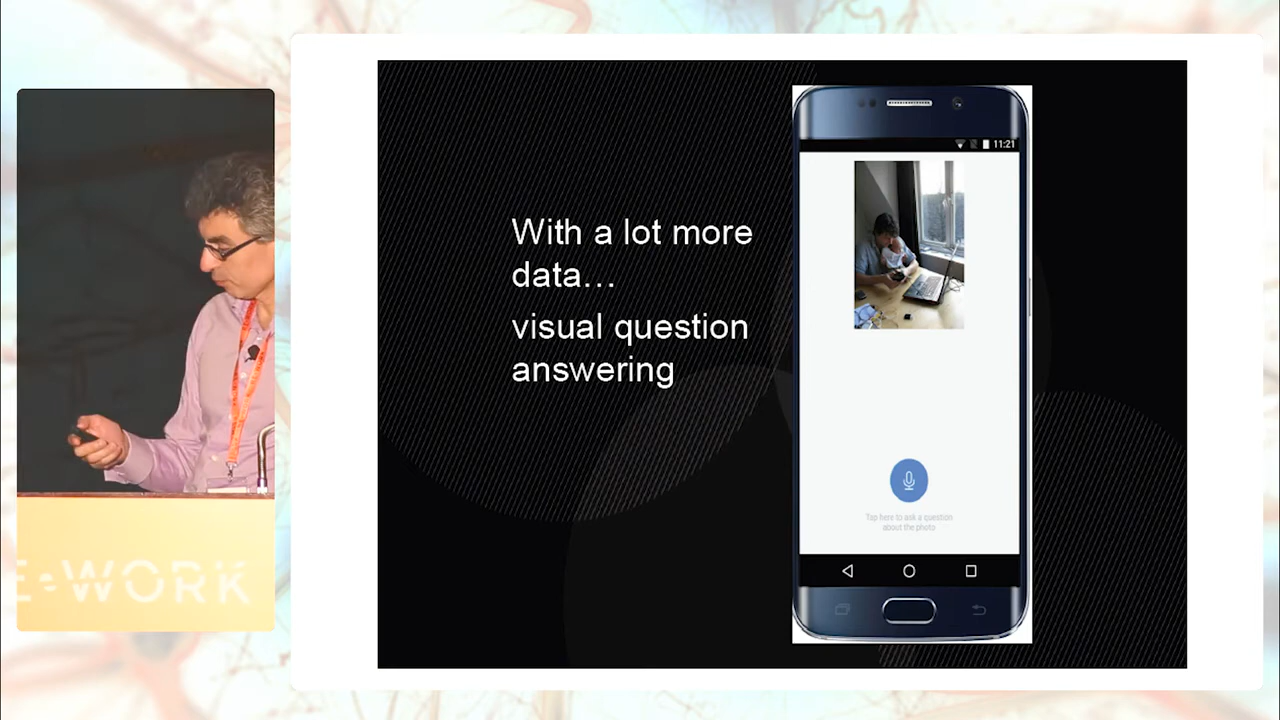 With a lot more
data...
visual question
answering
11:21
Tap here to ask a question
about the photo
E·WORK